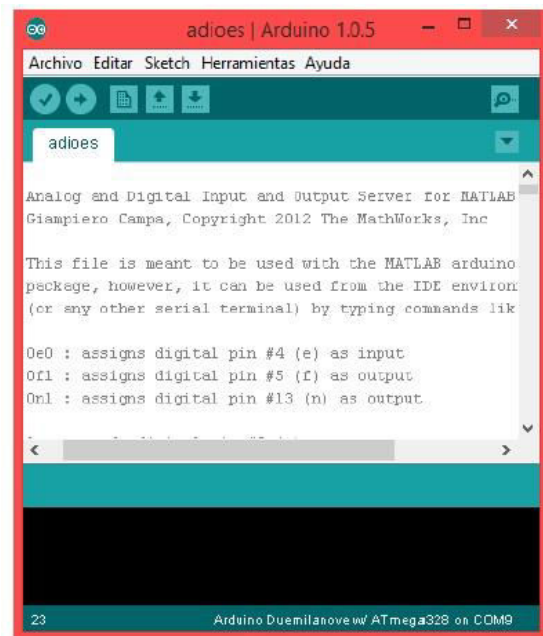 adioes | Arduino 1.0.5
Archivo Editar Sketch Herramientas Ayuda
adioes
Analog and Digital Input and Output Server for MATLAB
Giampiero Campa, Copyright 2012 The MathWorks, Inc
This file is meant to be used with the MATLAB arduino
package, however, it can be used from the IDE environ
(or any other serial terminal) by typing commands lik
0e0 : assigns digital pin #4 (e) as input
0f1 : assigns digital pin #5 (f) as output
0n1 : assigns digital pin #13 (n) as output
23
Arduino Duemilanove w/ ATmega328 on COM9